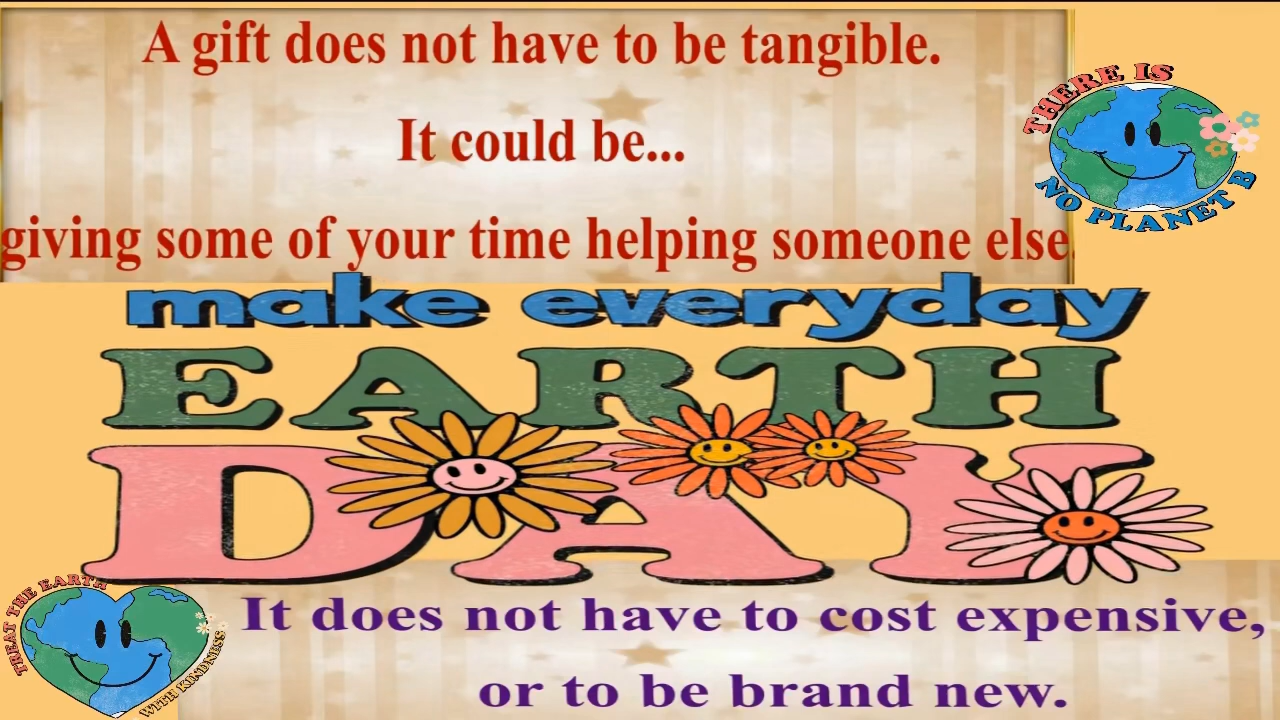 A gift does not have to be tangible.
It could be...
giving some of your time helping someone else.
THERE IS
NO PLANET B
make everyday
EARTH
DAY
TREAT THE EARTH
WITH KINDNESS
It does not have to cost expensive,
or to be brand new.